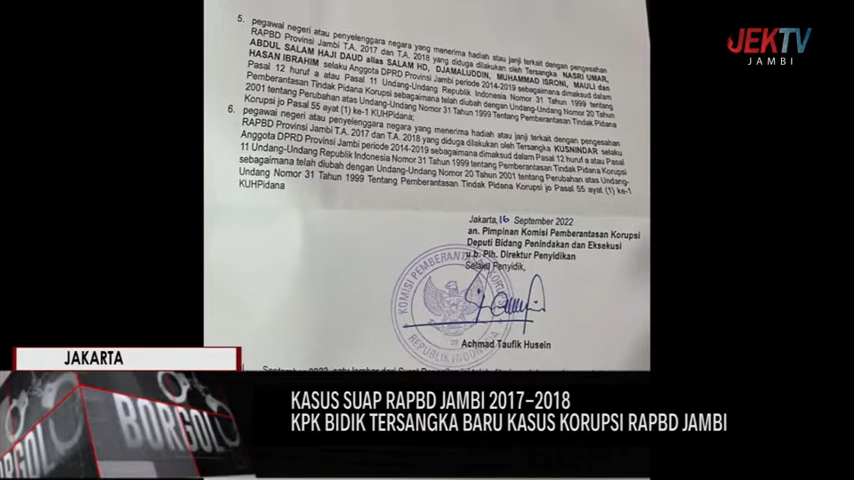 JEKTV
JAMBI
5. pegawai negeri atau penyelenggara negara yang menerima hadiah atau janji terkait dengan pengesahan
RAPBD Provinsi Jambi T.A. 2017 dan T.A. 2018 yang diduga dilakukan oleh Tersangka NASRI UMAR,
ABDUL SALAM HAJI DAUD alias SALAM HD, DJAMALUDDIN, MUHAMMAD ISRONI, MAULI dan
HASAN IBRAHIM selaku Anggota DPRD Provinsi Jambi periode 2014-2019 sebagaimana dimaksud dalam
Pasal 12 huruf a atau Pasal 11 Undang-Undang Republik Indonesia Nomor 31 Tahun 1999 tentang
Pemberantasan Tindak Pidana Korupsi sebagaimana telah diubah dengan Undang-Undang Nomor 20 Tahun
2001 tentang Perubahan atas Undang-Undang Nomor 31 Tahun 1999 Tentang Pemberantasan Tindak Pidana
Korupsi jo Pasal 55 ayat (1) ke-1 KUHPidana;
6. pegawai negeri atau penyelenggara negara yang menerima hadiah atau janji terkait dengan pengesahan
RAPBD Provinsi Jambi T.A. 2017 dan T.A. 2018 yang diduga dilakukan oleh Tersangka KUSNINDAR selaku
Anggota DPRD Provinsi Jambi periode 2014-2019 sebagaimana dimaksud dalam Pasal 12 huruf a atau Pasal
11 Undang-Undang Republik Indonesia Nomor 31 Tahun 1999 tentang Pemberantasan Tindak Pidana Korupsi
sebagaimana telah diubah dengan Undang-Undang Nomor 20 Tahun 2001 tentang Perubahan atas Undang-
Undang Nomor 31 Tahun 1999 Tentang Pemberantasan Tindak Pidana Korupsi jo Pasal 55 ayat (1) ke-1
KUHPidana
Jakarta, 16 September 2022
an. Pimpinan Komisi Pemberantasan Korupsi
Deputi Bidang Penindakan dan Eksekusi
u.b. Plh. Direktur Penyidikan
Selaku Penyidik,
KOMISI PEMBERANTASAN KORUPSI
REPUBLIK INDONESIA
Achmad Taufik Husein
September 2022, satu lembar dari Surat
JAKARTA
BORGOL
BORGOL
KASUS SUAP RAPBD JAMBI 2017-2018
KPK BIDIK TERSANGKA BARU KASUS KORUPSI RAPBD JAMBI